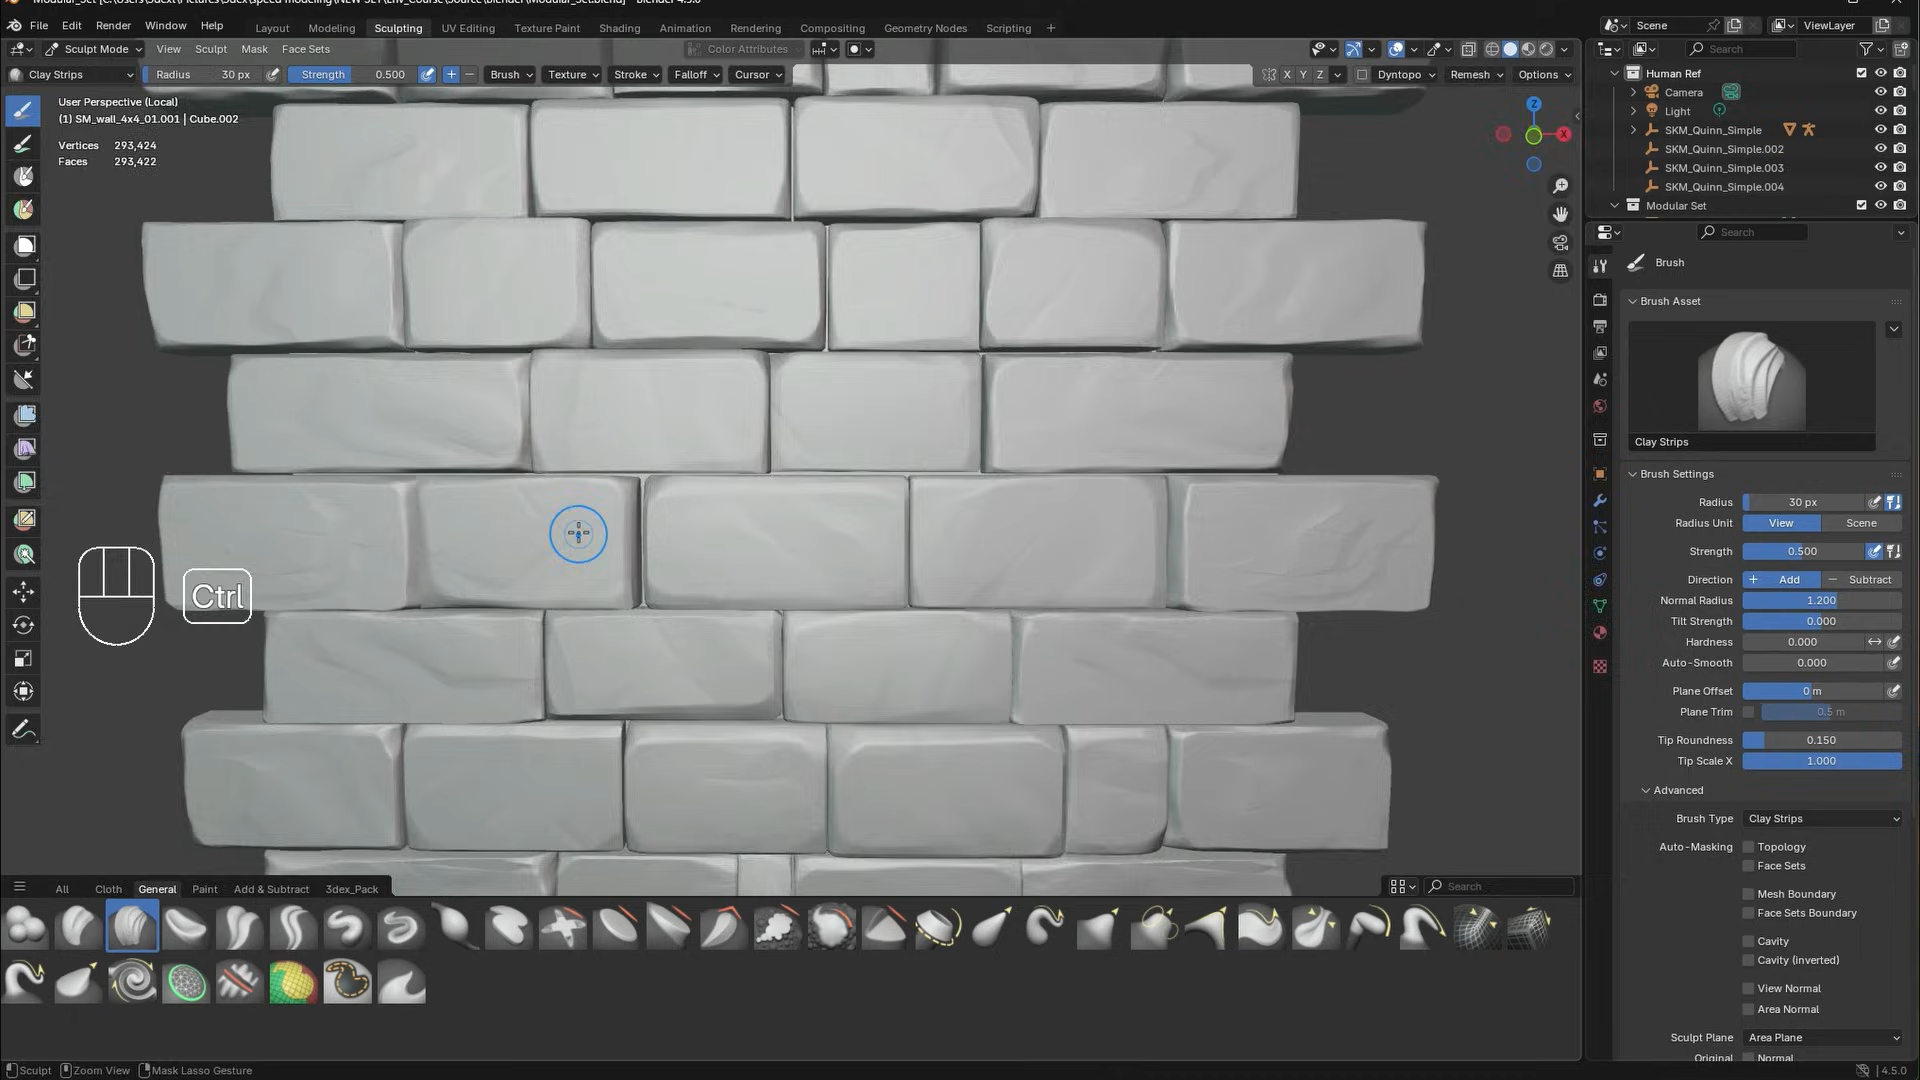 File Edit Render Window Help Layout Modeling Sculpting UV Editing Texture Paint Shading Animation Rendering Compositing Geometry Nodes Scripting + Scene ViewLayer
Sculpt Mode View Sculpt Mask Face Sets Color Attributes Search
Clay Strips Radius 30 px Strength 0.500 Brush Texture Stroke Falloff Cursor X Y Z Dyntopo Remesh Options
Human Ref
Camera
Light
SKM_Quinn_Simple
SKM_Quinn_Simple.002
SKM_Quinn_Simple.003
SKM_Quinn_Simple.004
Modular Set
User Perspective (Local)
(1) SM_wall_4x4_01.001 | Cube.002
Vertices 293,424
Faces 293,422
Z
X
Ctrl
Search
Brush
Brush Asset
Clay Strips
Brush Settings
Radius 30 px
Radius Unit View Scene
Strength 0.500
Direction + Add − Subtract
Normal Radius 1.200
Tilt Strength 0.000
Hardness 0.000
Auto-Smooth 0.000
Plane Offset 0 m
Plane Trim 0.5 m
Tip Roundness 0.150
Tip Scale X 1.000
Advanced
Brush Type Clay Strips
Auto-Masking Topology
Face Sets
Mesh Boundary
Face Sets Boundary
Cavity
Cavity (inverted)
View Normal
Area Normal
Sculpt Plane Area Plane
Original Normal
All Cloth General Paint Add & Subtract 3dex_Pack Search
Sculpt Zoom View Mask Lasso Gesture 4.5.0